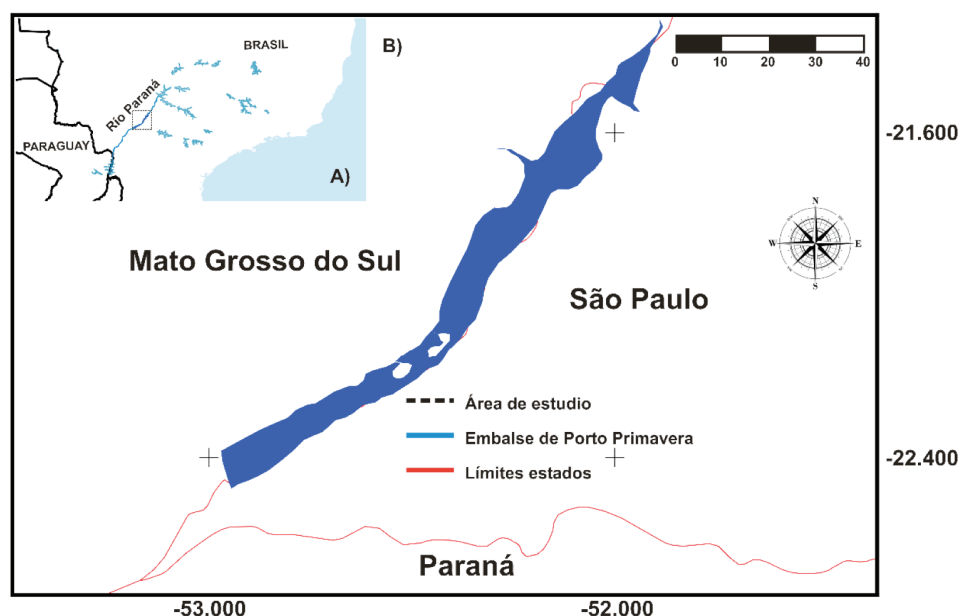 BRASIL
B)
Río Paraná
PARAGUAY
A)
0 10 20 30 40
-21.600
N
W E
S
Mato Grosso do Sul
São Paulo
Área de estudio
Embalse de Porto Primavera
Límites estados
-22.400
Paraná
-53.000 -52.000